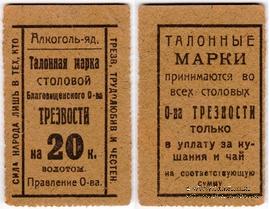 СИЛА НАРОДА ЛИШЬ В ТЕХ, КТО
Алкоголь-яд.
Талонная марка
СТОЛОВОЙ
Благовещенского О-ва
ТРЕЗВОСТИ
на 20 к.
золотом.
Правление О-ва.
ТРЕЗВ, ТРУДОЛЮБИВ И ЧЕСТЕН
ТАЛОННЫЕ
МАРКИ
ПРИНИМАЮТСЯ ВО
ВСЕХ СТОЛОВЫХ
О-ва ТРЕЗВОСТИ
ТОЛЬКО
В УПЛАТУ ЗА КУ-
ШАНИЯ И ЧАЙ
НА СООТВЕТСТВУЮЩУЮ
СУММУ